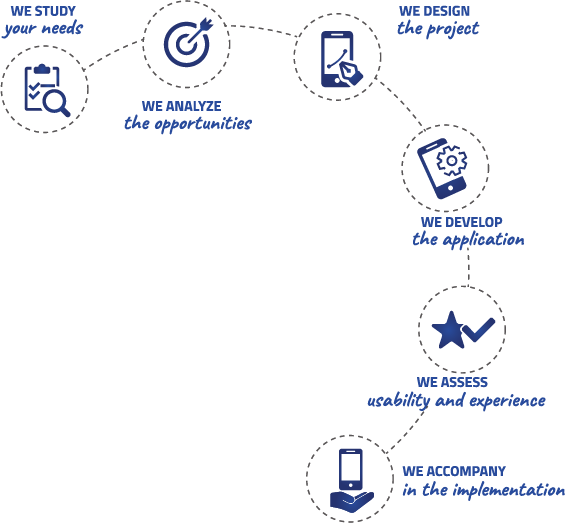 WE STUDY
your needs
WE ANALYZE
the opportunities
WE DESIGN
the project
WE DEVELOP
the application
WE ASSESS
usability and experience
WE ACCOMPANY
in the implementation